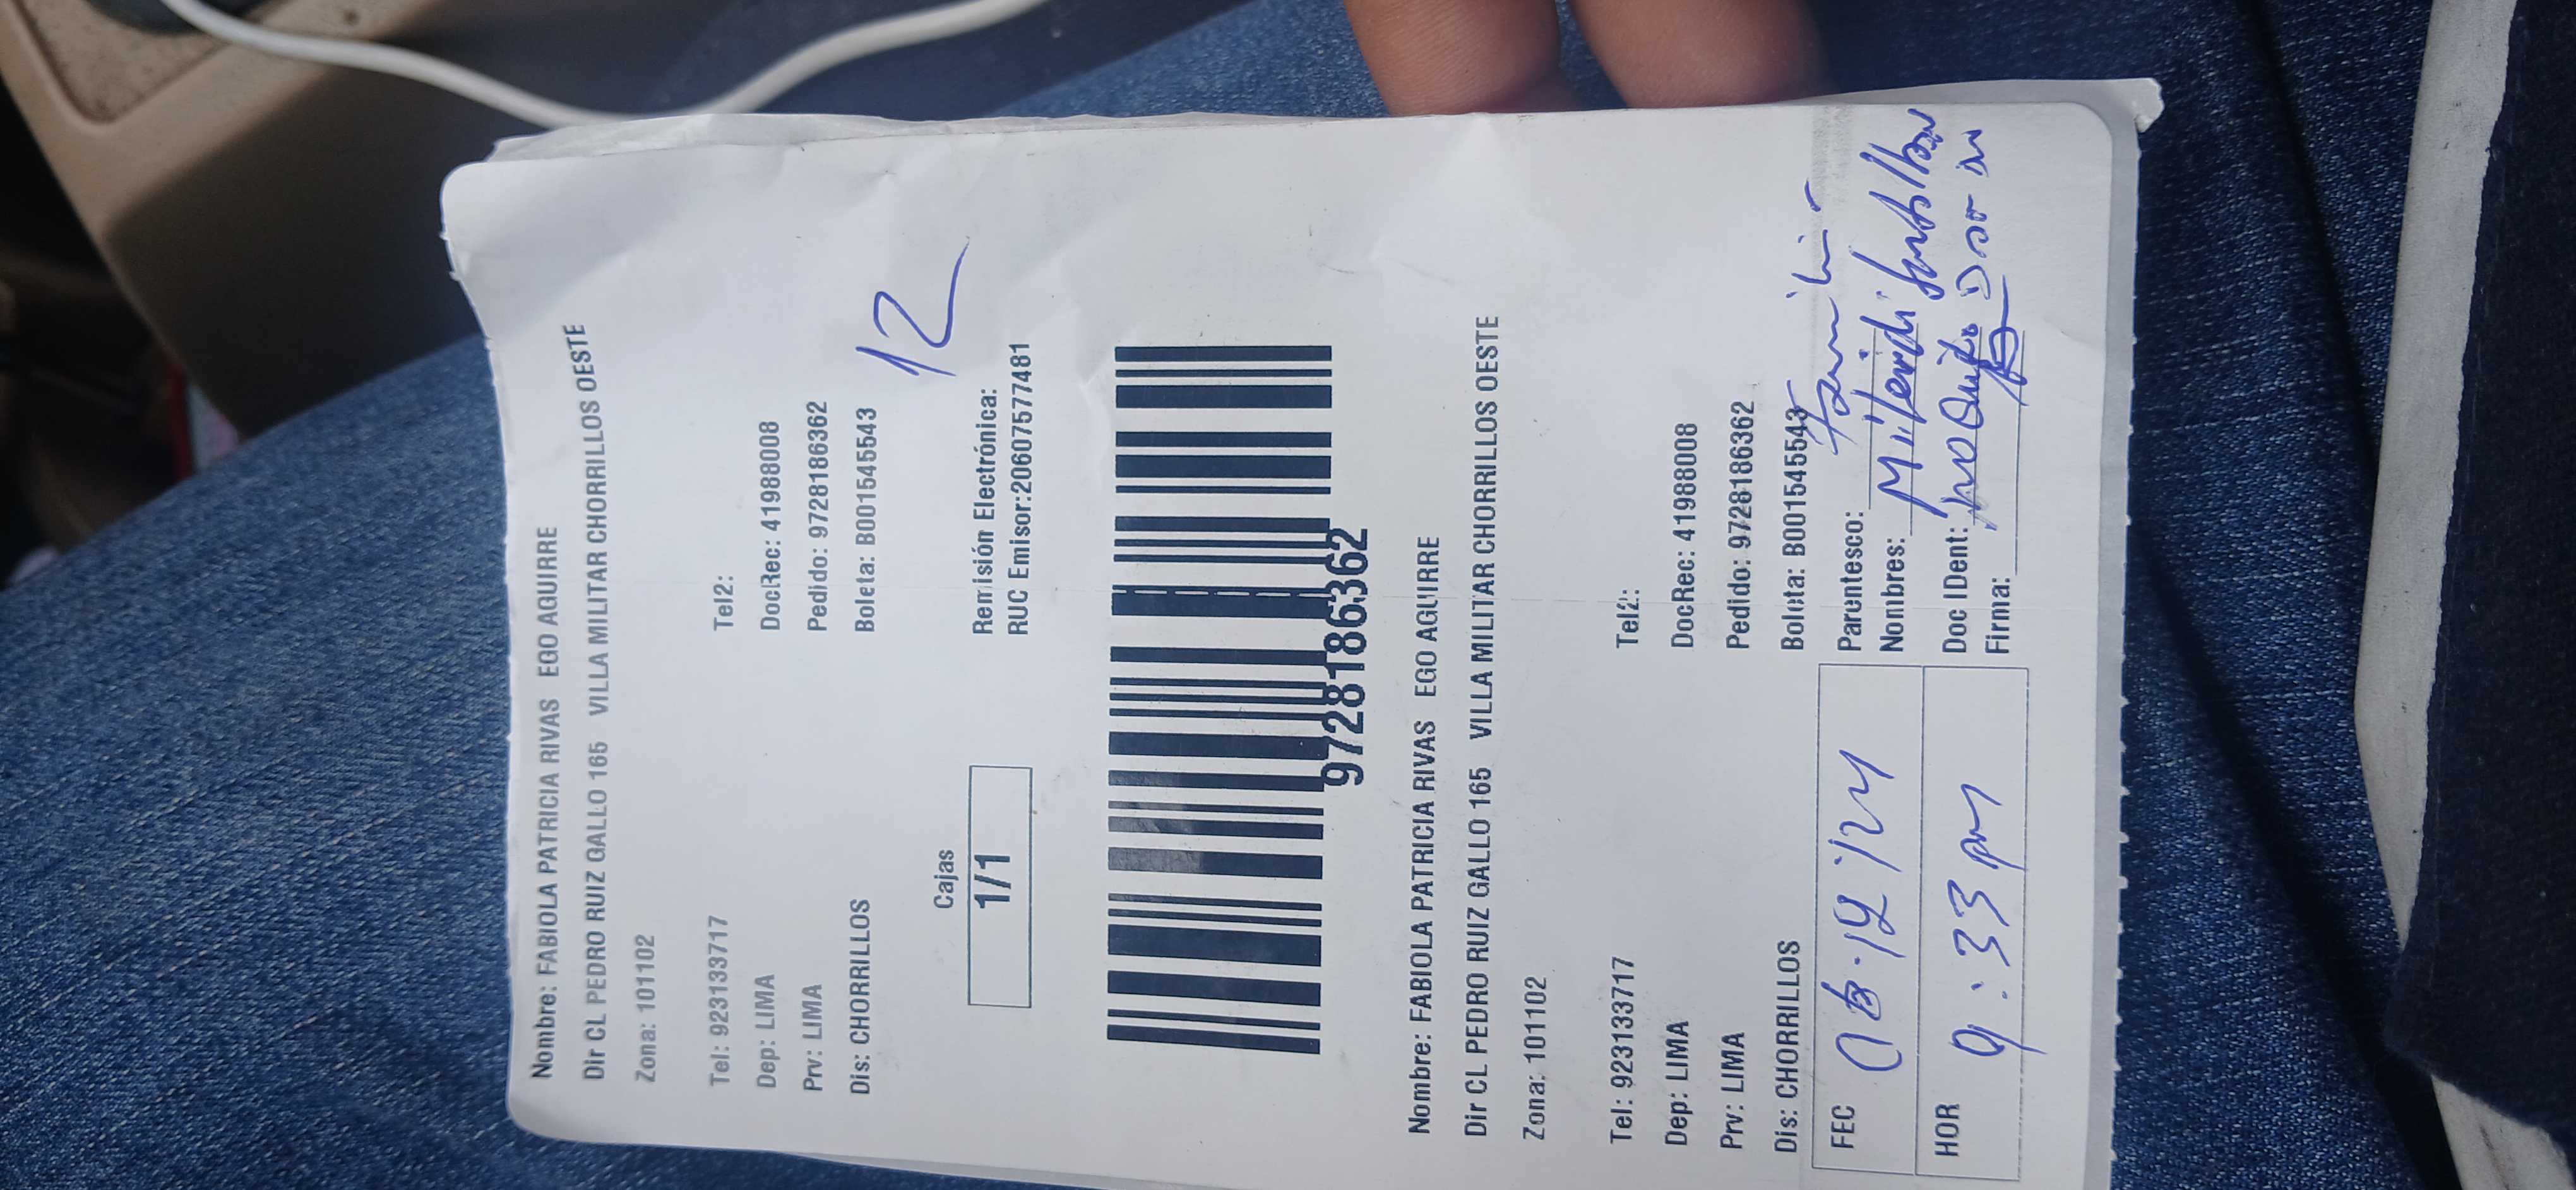 Nombre: FABIOLA PATRICIA RIVAS EGO AGUIRRE
Dir CL PEDRO RUIZ GALLO 165 VILLA MILITAR CHORRILLOS OESTE
Zona: 101102
Tel: 923133717 Tel2:
Dep: LIMA DocRec: 41988008
Prv: LIMA Pedido: 9728186362
Dis: CHORRILLOS Boleta: B001545543
12
Cajas Remisión Electrónica:
1/1 RUC Emisor:20607577481
9728186362
Nombre: FABIOLA PATRICIA RIVAS EGO AGUIRRE
Dir CL PEDRO RUIZ GALLO 165 VILLA MILITAR CHORRILLOS OESTE
Zona: 101102
Tel: 923133717 Tel2:
Dep: LIMA DocRec: 41988008
Prv: LIMA Pedido: 9728186362
Dis: CHORRILLOS Boleta: B001545543
FEC Parentesco:
Nombres:
HOR 9:33 pm Doc IDent:
Firma: